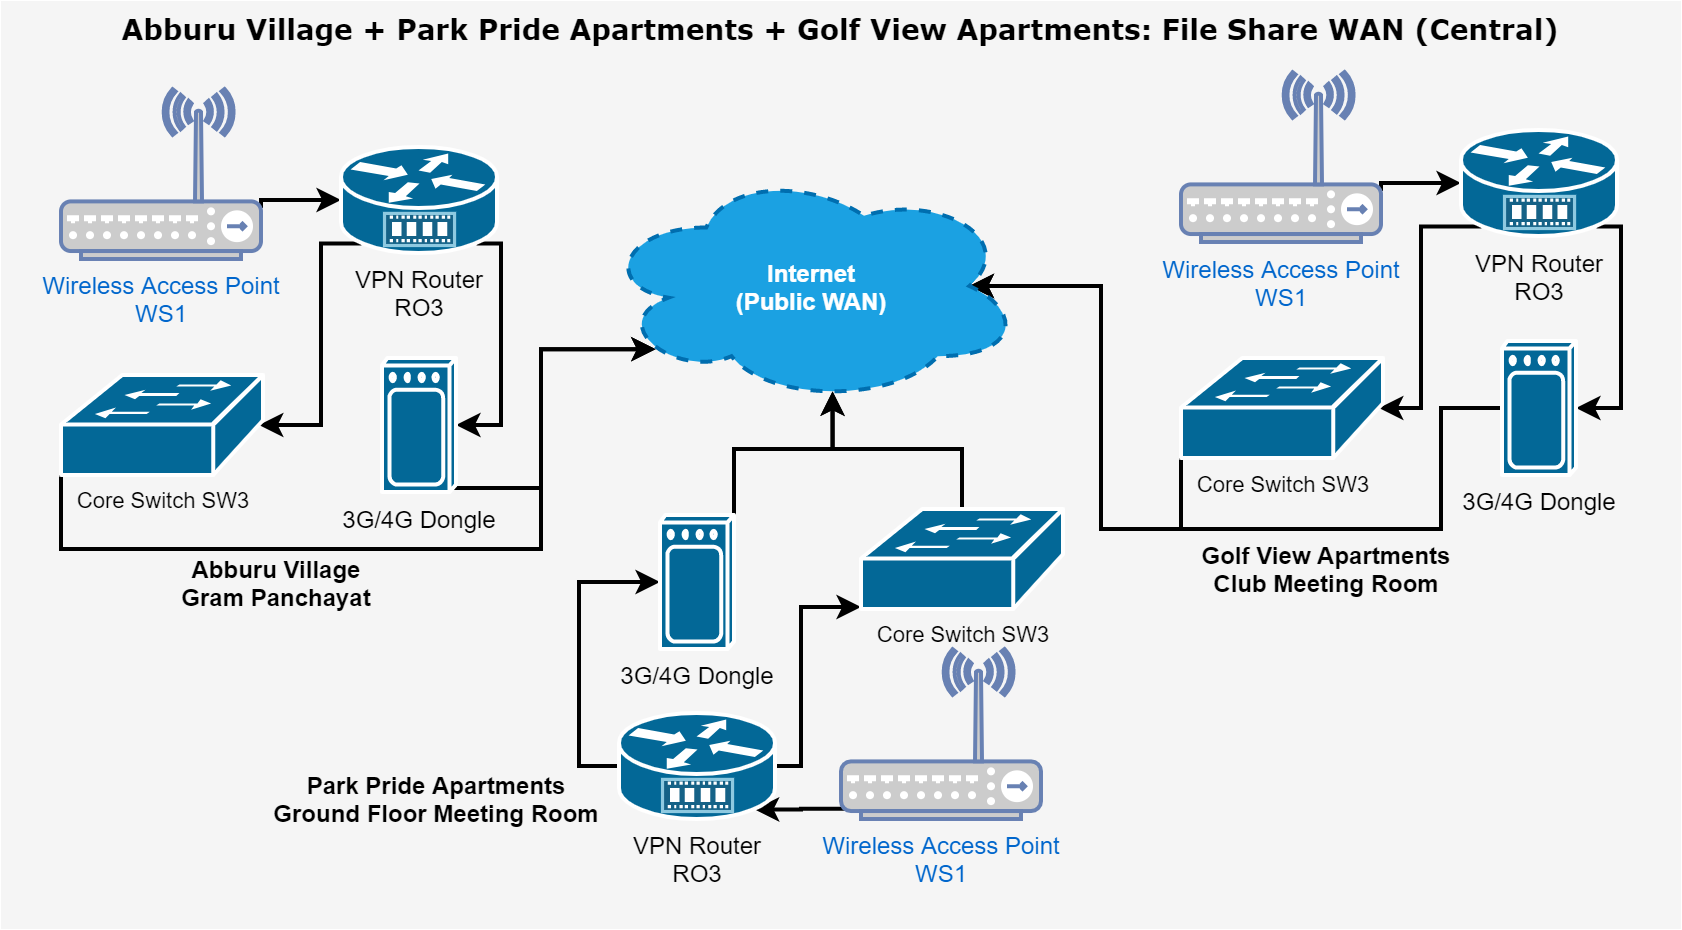 Abburu Village + Park Pride Apartments + Golf View Apartments: File Share WAN (Central)
Wireless Access Point
WS1
VPN Router
RO3
Core Switch SW3
3G/4G Dongle
Abburu Village
Gram Panchayat
Internet
(Public WAN)
Wireless Access Point
WS1
VPN Router
RO3
Core Switch SW3
3G/4G Dongle
Golf View Apartments
Club Meeting Room
Core Switch SW3
3G/4G Dongle
Park Pride Apartments
Ground Floor Meeting Room
VPN Router
RO3
Wireless Access Point
WS1